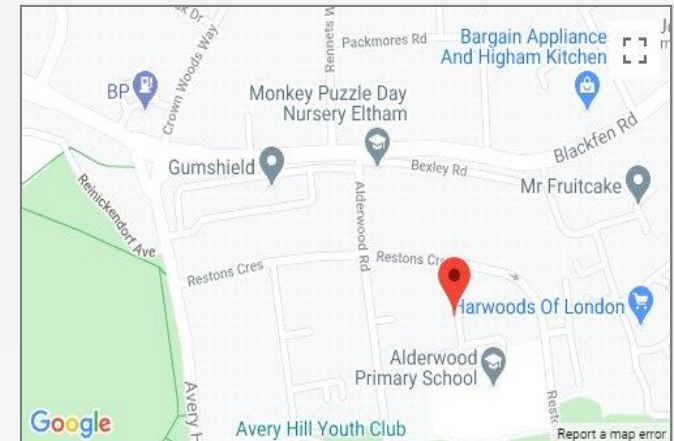 Bargain Appliance
And Higham Kitchen
Packmores Rd
Crown Woods Way
BP
Monkey Puzzle Day
Nursery Eltham
Blackfen Rd
Gumshield
Bexley Rd
Mr Fruitcake
Reinickendorf Ave
Alderwood Rd
Restons Cres
Restons
Harwoods Of London
Alderwood
Primary School
Avery
Google
Avery Hill Youth Club
Report a map error